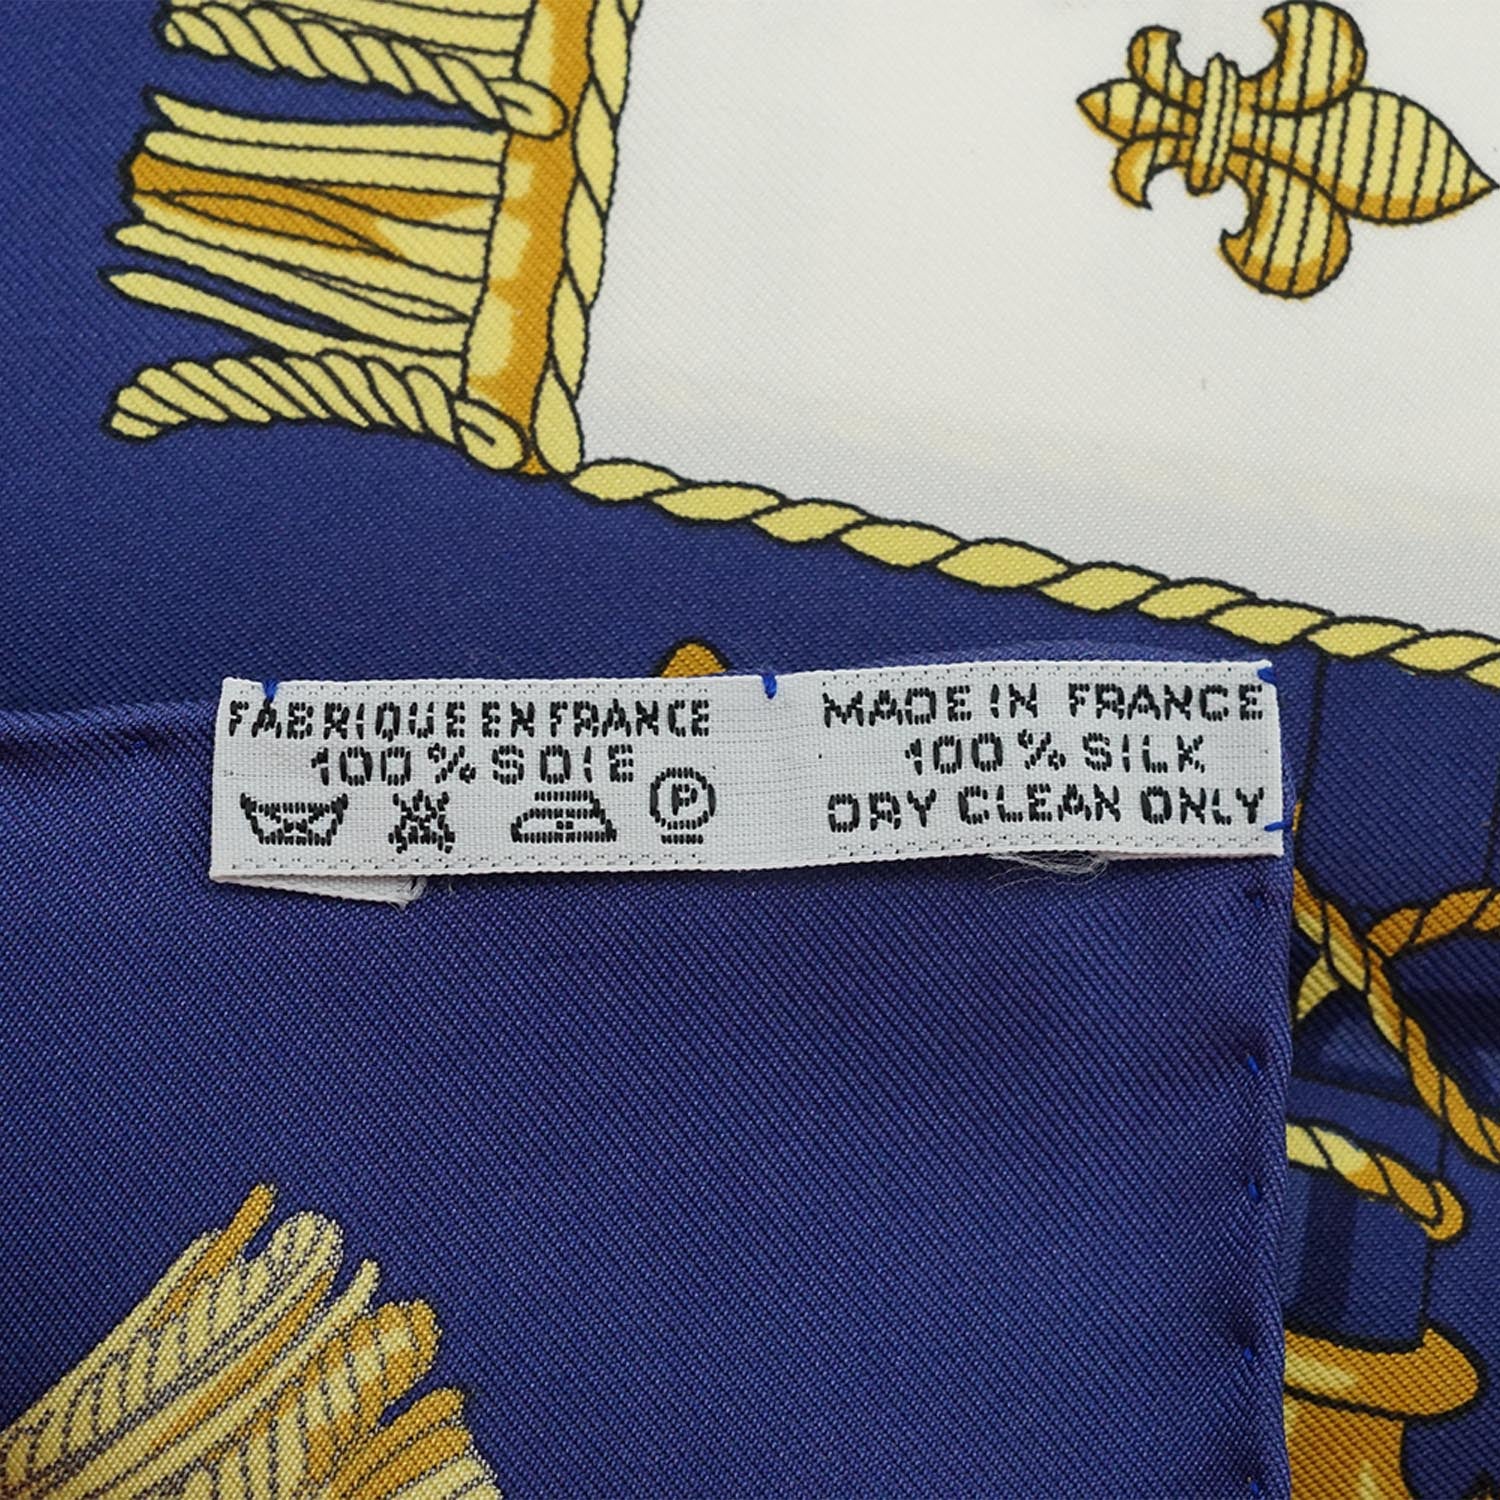 FABRIQUE EN FRANCE
100% SOIE
P
MADE IN FRANCE
100% SILK
DRY CLEAN ONLY